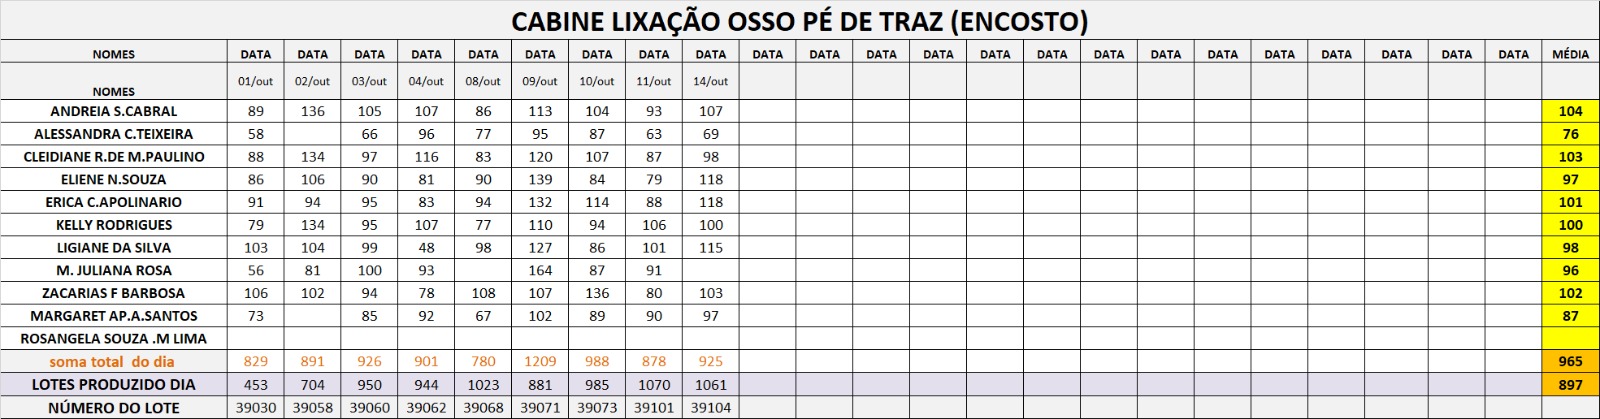 CABINE LIXAÇÃO OSSO PÉ DE TRAZ (ENCOSTO)
NOMES DATA DATA DATA DATA DATA DATA DATA DATA DATA DATA DATA DATA DATA DATA DATA DATA DATA DATA DATA DATA DATA DATA DATA MÉDIA
NOMES 01/out 02/out 03/out 04/out 08/out 09/out 10/out 11/out 14/out
ANDREIA S.CABRAL 89 136 105 107 86 113 104 93 107 104
ALESSANDRA C.TEIXEIRA 58 66 96 77 95 87 63 69 76
CLEIDIANE R.DE M.PAULINO 88 134 97 116 83 120 107 87 98 103
ELIENE N.SOUZA 86 106 90 81 90 139 84 79 118 97
ERICA C.APOLINARIO 91 94 95 83 94 132 114 88 118 101
KELLY RODRIGUES 79 134 95 107 77 110 94 106 100 100
LIGIANE DA SILVA 103 104 99 48 98 127 86 101 115 98
M. JULIANA ROSA 56 81 100 93 164 87 91 96
ZACARIAS F BARBOSA 106 102 94 78 108 107 136 80 103 102
MARGARET AP.A.SANTOS 73 85 92 67 102 89 90 97 87
ROSANGELA SOUZA .M LIMA
soma total do dia 829 891 926 901 780 1209 988 878 925 965
LOTES PRODUZIDO DIA 453 704 950 944 1023 881 985 1070 1061 897
NÚMERO DO LOTE 39030 39058 39060 39062 39068 39071 39073 39101 39104